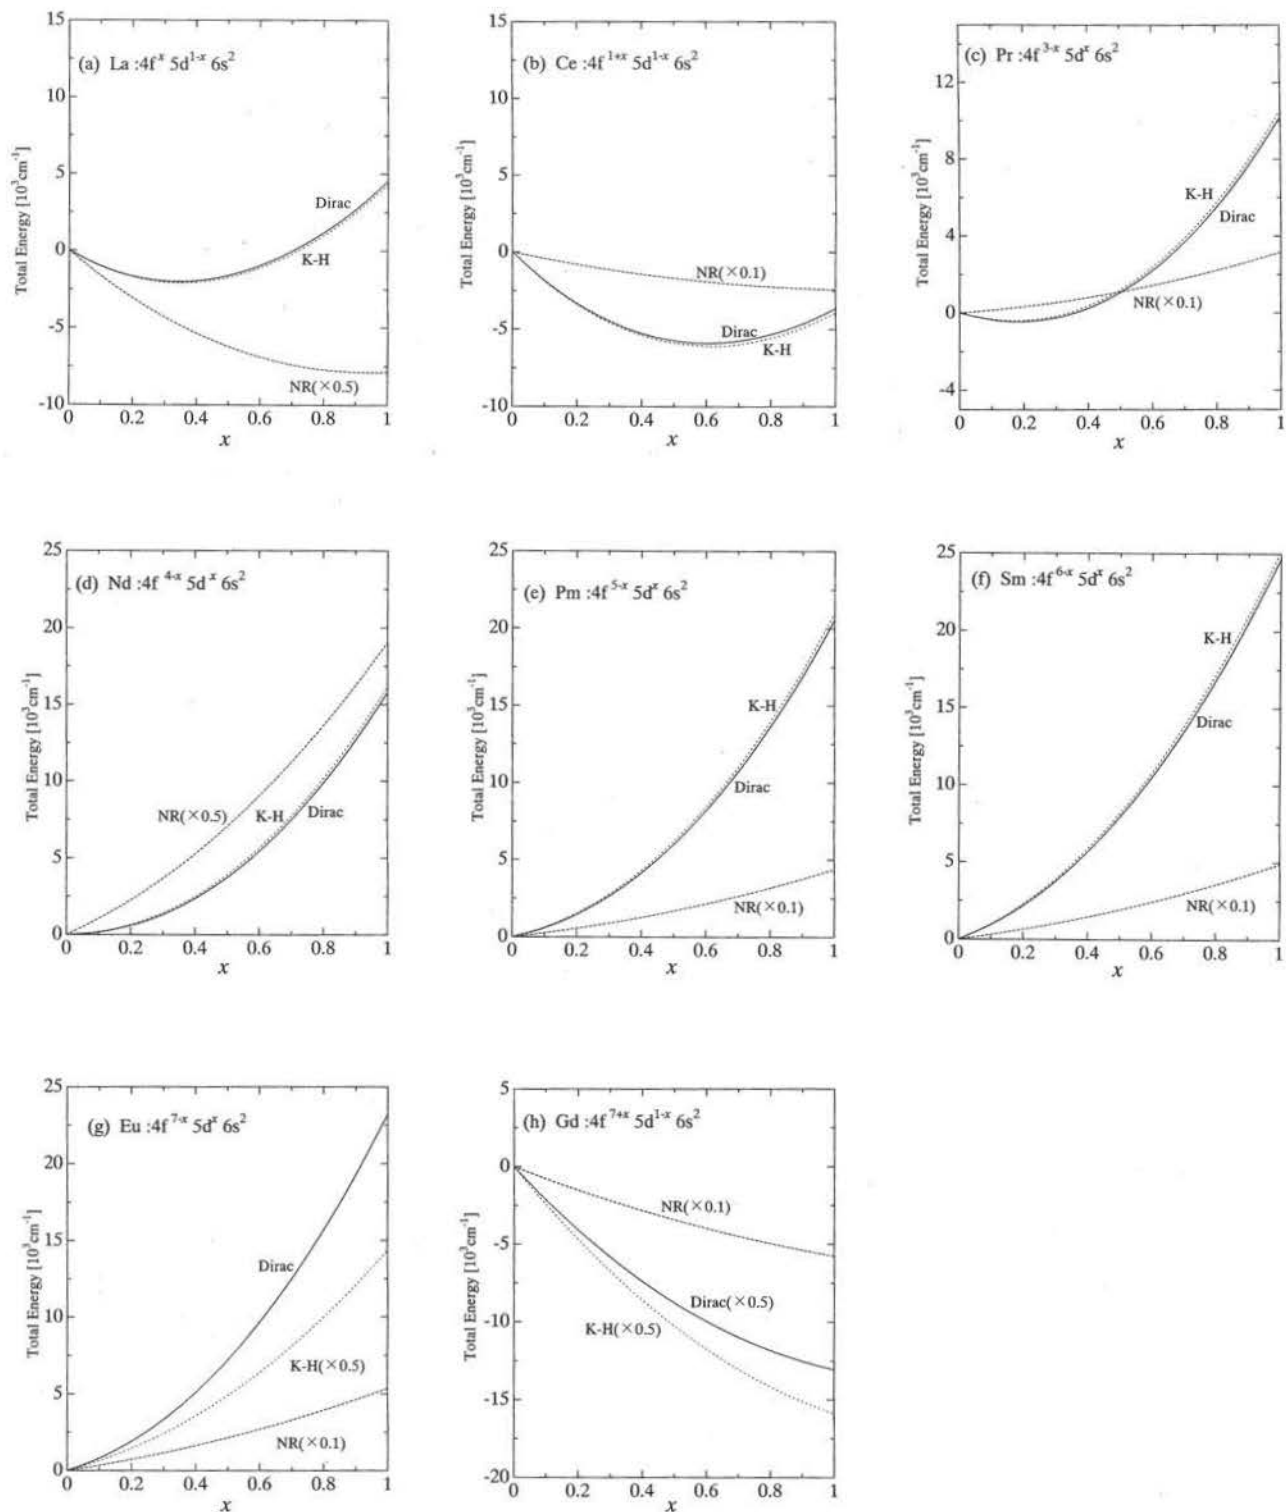 (a) La :4f^x 5d^{1-x} 6s^2
Total Energy [10^3cm^{-1}]
15
10
5
0
-5
-10
Dirac
K-H
NR(×0.5)
0 0.2 0.4 0.6 0.8 1
x
(b) Ce :4f^{1+x} 5d^{1-x} 6s^2
Total Energy [10^3cm^{-1}]
15
10
5
0
-5
-10
NR(×0.1)
Dirac
K-H
0 0.2 0.4 0.6 0.8 1
x
(c) Pr :4f^{3-x} 5d^x 6s^2
Total Energy [10^3cm^{-1}]
12
8
4
0
-4
K-H
Dirac
NR(×0.1)
0 0.2 0.4 0.6 0.8 1
x
(d) Nd :4f^{4-x} 5d^x 6s^2
Total Energy [10^3cm^{-1}]
25
20
15
10
5
0
NR(×0.5)
K-H
Dirac
0 0.2 0.4 0.6 0.8 1
x
(e) Pm :4f^{5-x} 5d^x 6s^2
Total Energy [10^3cm^{-1}]
25
20
15
10
5
0
K-H
Dirac
NR(×0.1)
0 0.2 0.4 0.6 0.8 1
x
(f) Sm :4f^{6-x} 5d^x 6s^2
Total Energy [10^3cm^{-1}]
25
20
15
10
5
0
K-H
Dirac
NR(×0.1)
0 0.2 0.4 0.6 0.8 1
x
(g) Eu :4f^{7-x} 5d^x 6s^2
Total Energy [10^3cm^{-1}]
25
20
15
10
5
0
Dirac
K-H(×0.5)
NR(×0.1)
0 0.2 0.4 0.6 0.8 1
x
(h) Gd :4f^{7+x} 5d^{1-x} 6s^2
Total Energy [10^3cm^{-1}]
5
0
-5
-10
-15
-20
NR(×0.1)
Dirac(×0.5)
K-H(×0.5)
0 0.2 0.4 0.6 0.8 1
x